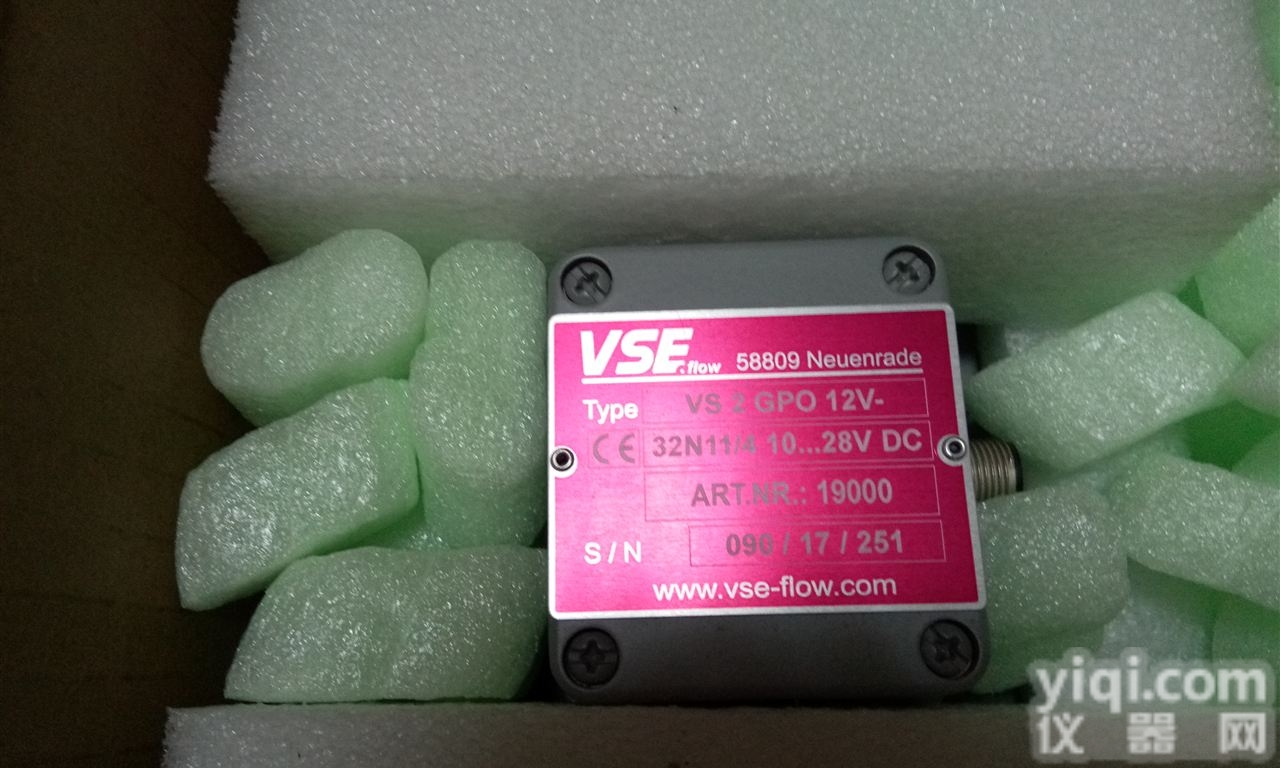 VSE.flow 58809 Neuenrade
Type VS 2 GPO 12V-
CE 32N11/4 10...28V DC
ART.NR.: 19000
S / N 090 / 17 / 251
www.vse-flow.com
yiqi.com
仪器网